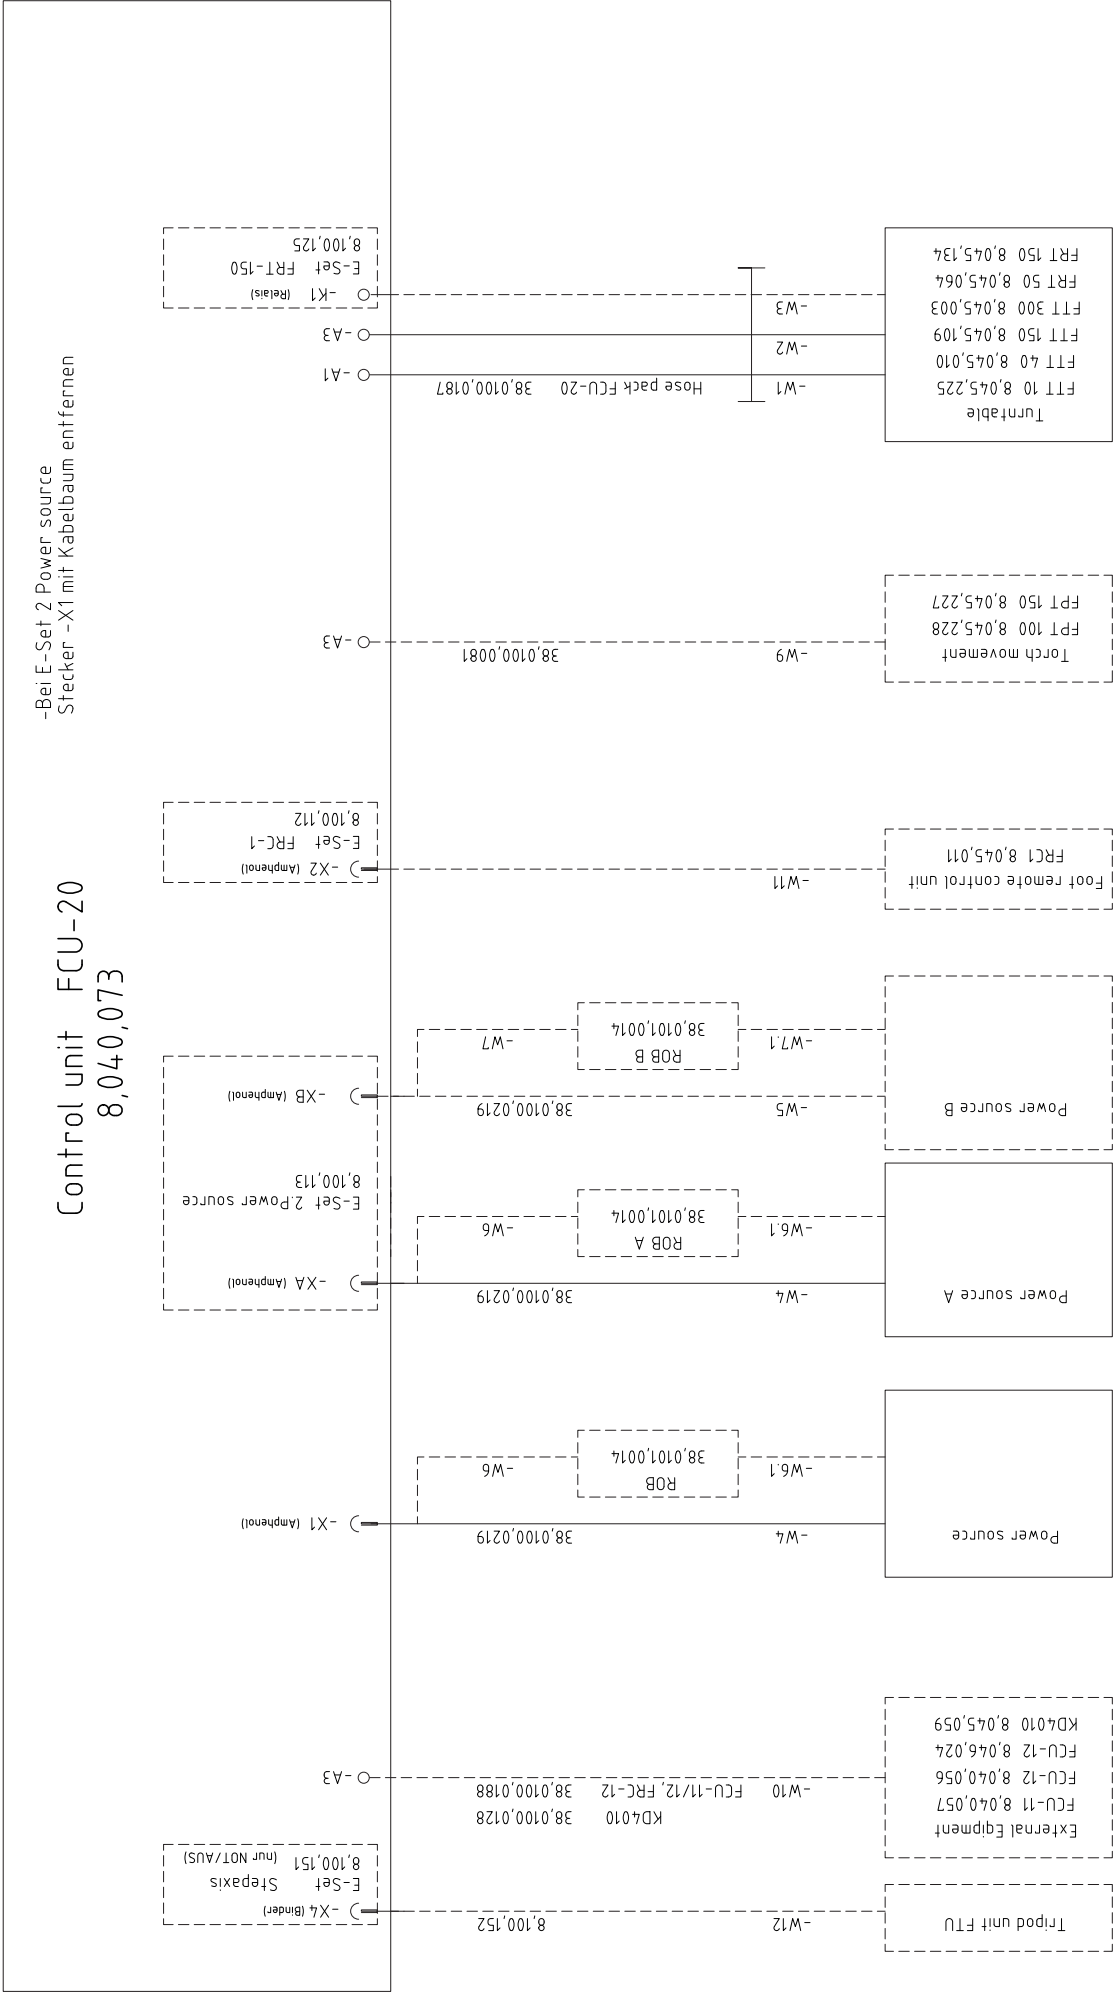 Control unit FCU-20
8,040,073
-Bei E-Set 2 Power source
Stecker -X1 mit Kabelbaum entfernen
Tripod unit FTU
-W12
8,100,152
-X4 (Binder)
E-Set Stepaxis
8,100,151 (nur NOT/AUS)
External Eqipment
FCU-11 8,040,057
FCU-12 8,040,056
FCU-12 8,046,024
KD4010 8,045,059
KD4010 38,0100,0128
-W10 FCU-11/12, FRC-12 38,0100,0188
-A3
Power source
-W4
38,0100,0219
-X1 (Amphenol)
ROB
38,0101,0014
-W6.1
-W6
Power source A
-W4
38,0100,0219
-XA (Amphenol)
ROB A
38,0101,0014
-W6.1
-W6
E-Set 2.Power source
8,100,113
Power source B
-W5
38,0100,0219
-XB (Amphenol)
ROB B
38,0101,0014
-W7.1
-W7
Foot remote control unit
FRC1 8,045,011
-W11
-X2 (Amphenol)
E-Set FRC-1
8,100,112
Torch movement
FPT 100 8,045,228
FPT 150 8,045,227
-W9
38,0100,0081
-A3
Turntable
FTT 10 8,045,225
FTT 40 8,045,010
FTT 150 8,045,109
FTT 300 8,045,003
FRT 50 8,045,064
FRT 150 8,045,134
-W1
Hose pack FCU-20 38,0100,0187
-A1
-W2
-A3
-W3
-K1 (Relais)
E-Set FRT-150
8,100,125